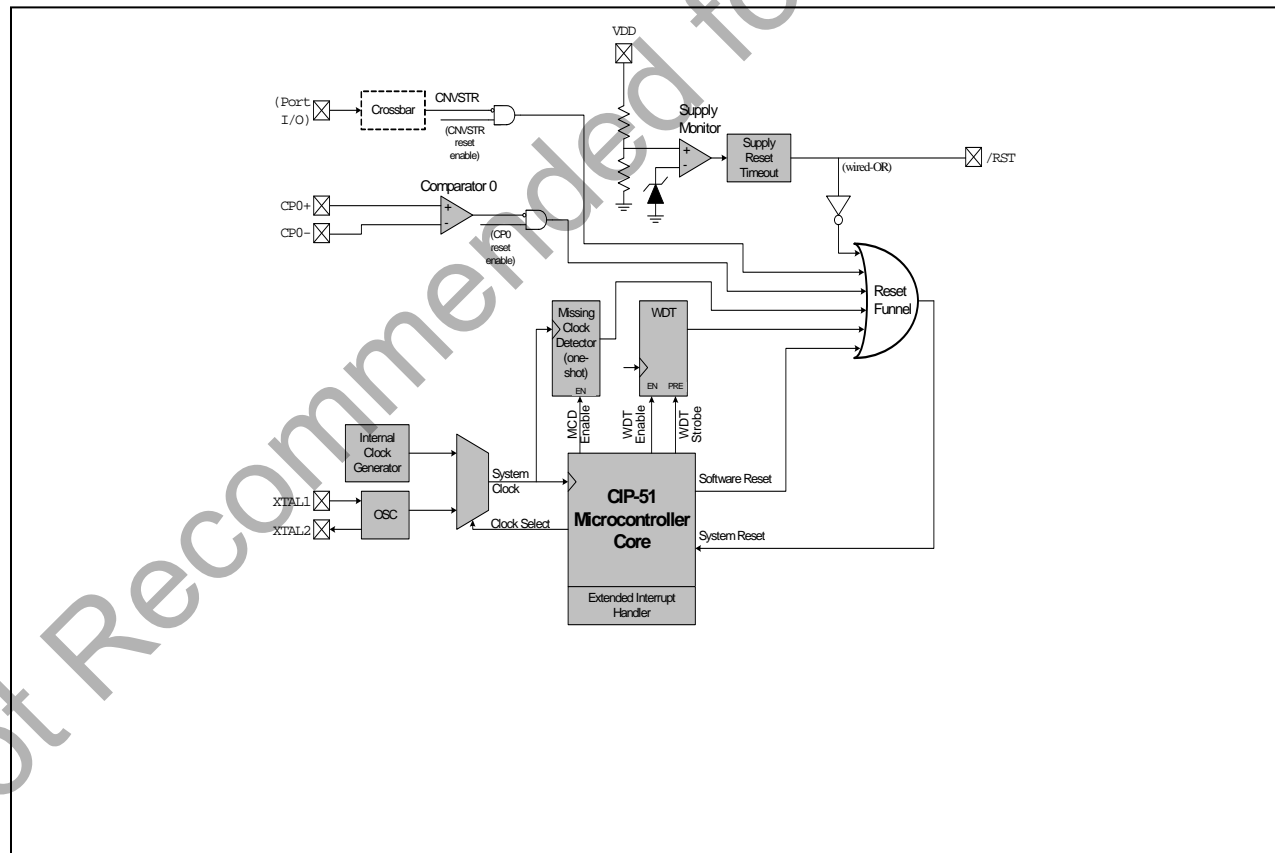 VDD
(Port
I/O)
Crossbar
CNVSTR
(CNVSTR
reset
enable)
Supply
Monitor
+
-
Supply
Reset
Timeout
(wired-OR)
/RST
Comparator 0
CP0+
CP0-
+
-
(CP0
reset
enable)
Missing
Clock
Detector
(one-
shot)
EN
WDT
EN
PRE
Reset
Funnel
MCD
Enable
WDT
Enable
WDT
Strobe
Internal
Clock
Generator
System
Clock
XTAL1
XTAL2
OSC
Clock Select
CIP-51
Microcontroller
Core
Software Reset
System Reset
Extended Interrupt
Handler
ot Recommended fo